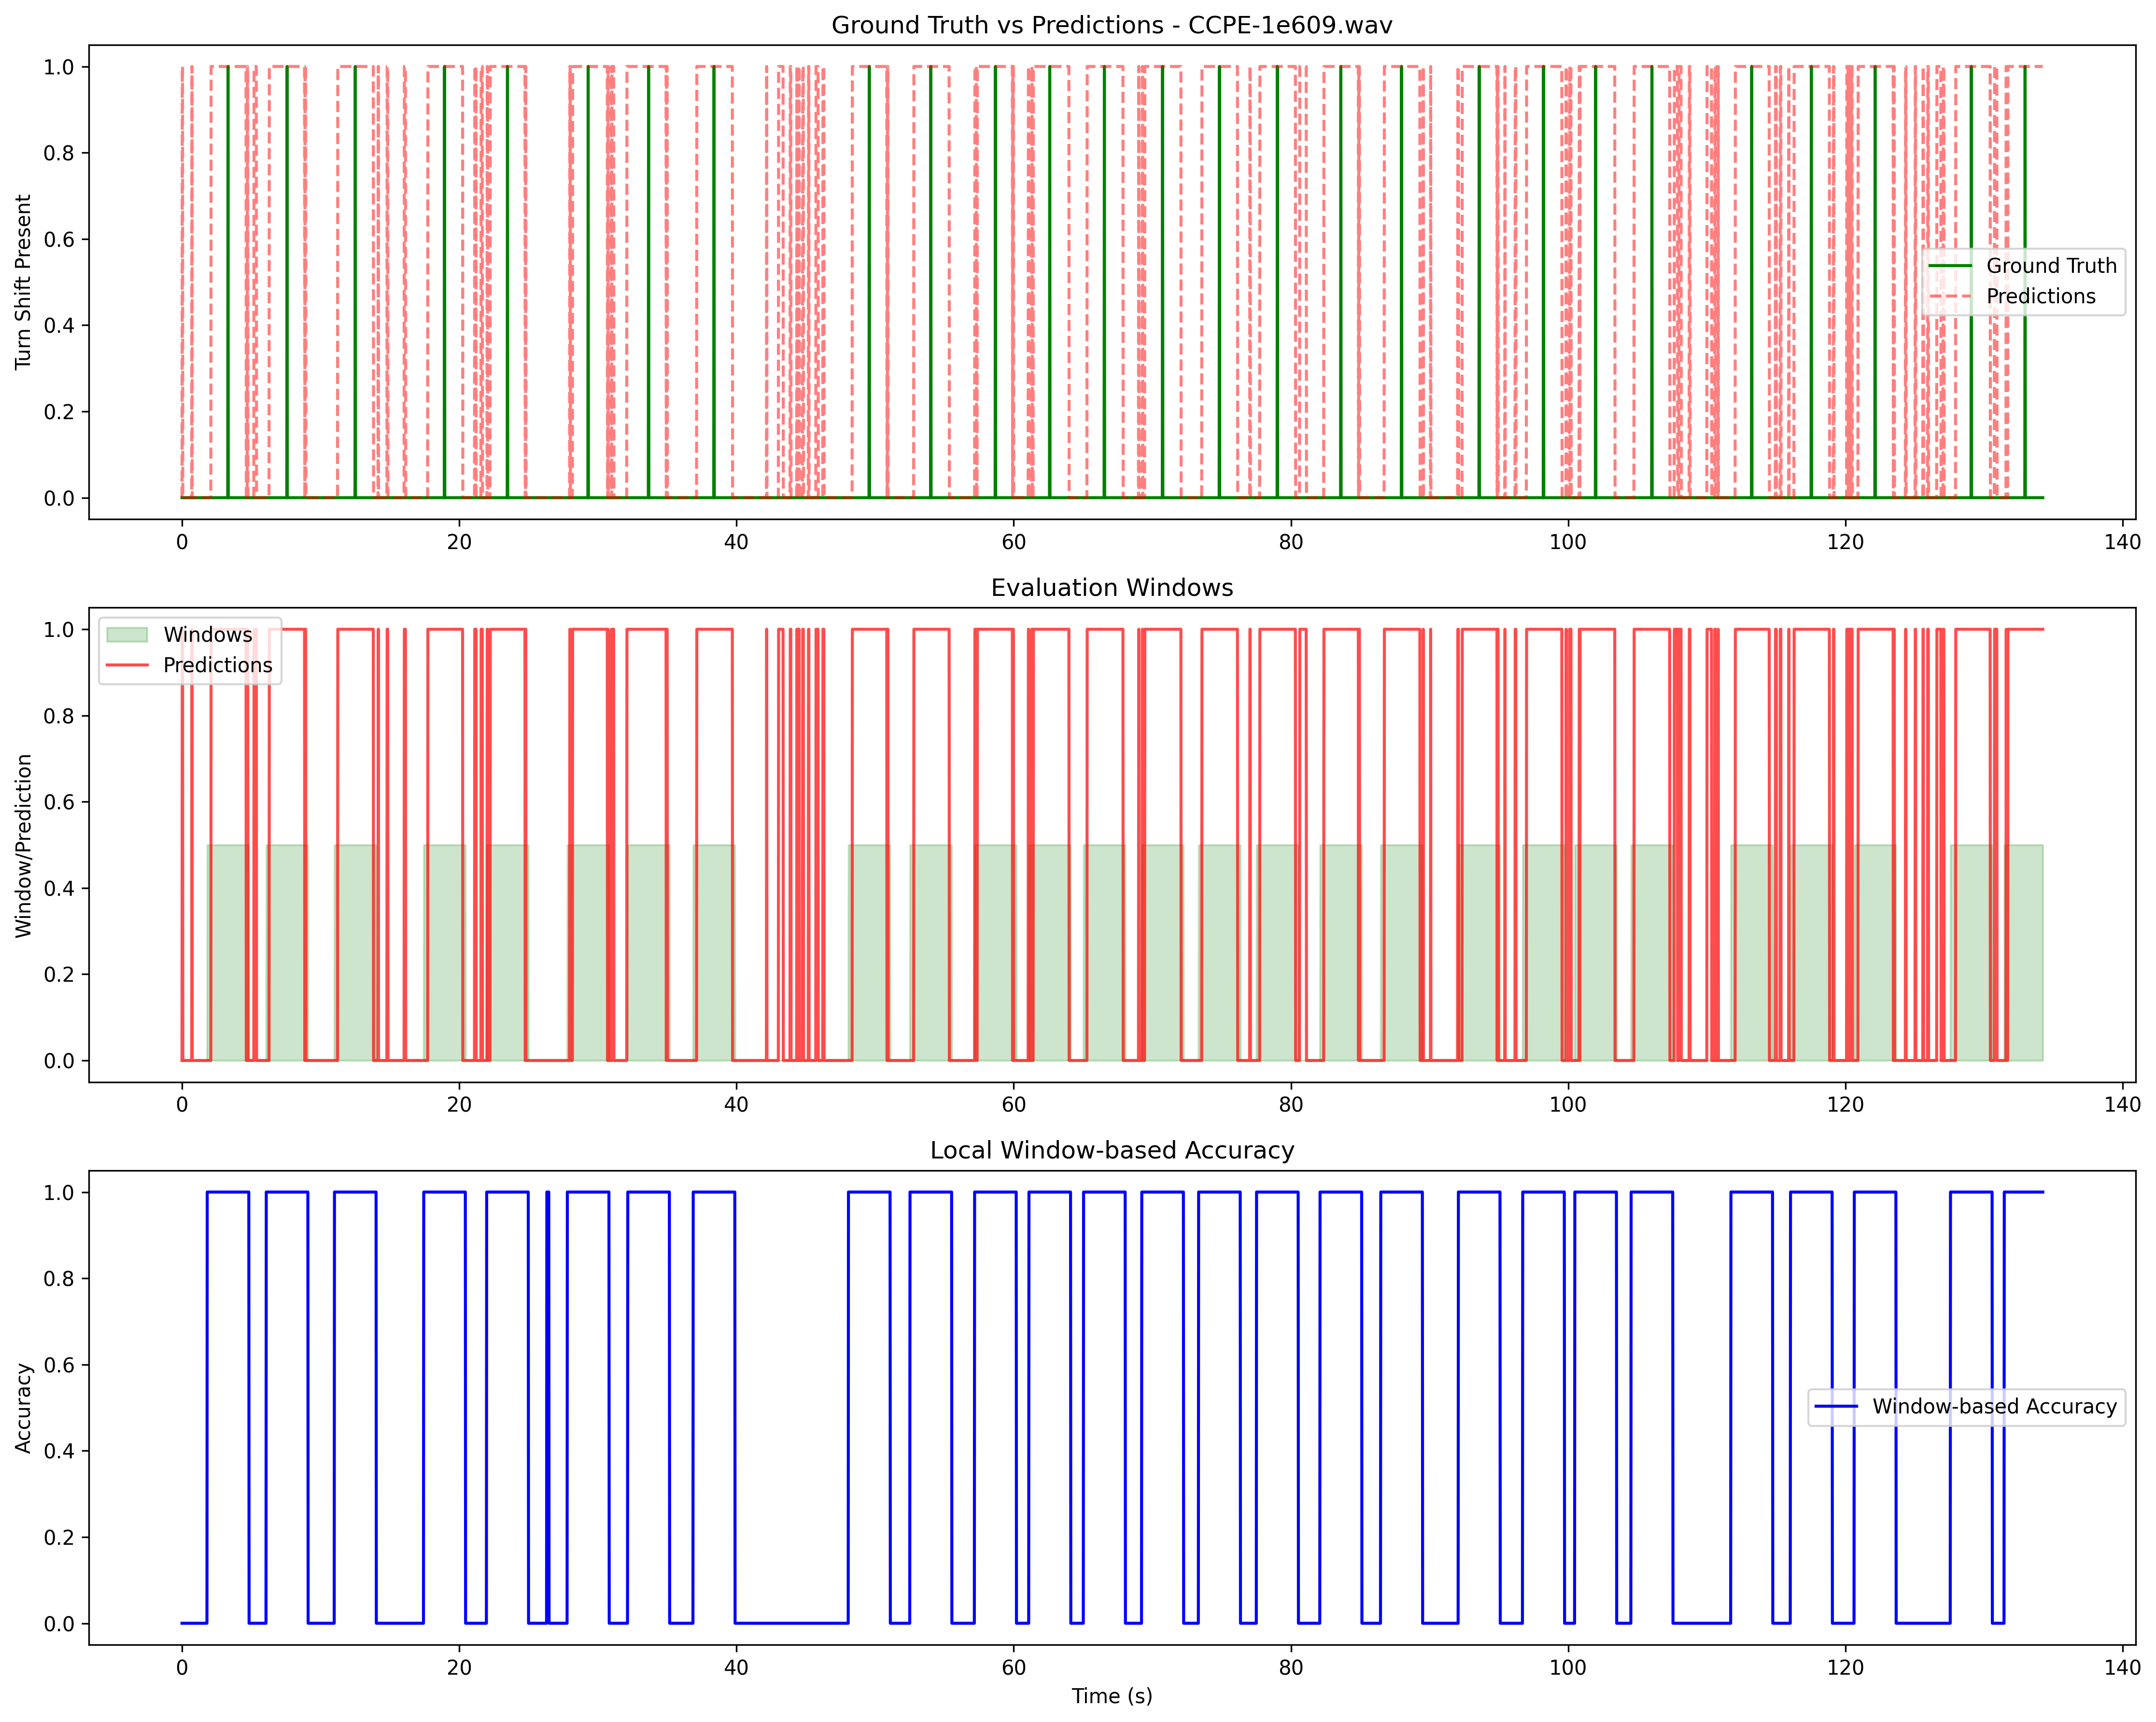 Ground Truth vs Predictions - CCPE-1e609.wav
1.0
0.8
0.6
0.4
0.2
0.0
Turn Shift Present
Ground Truth
Predictions
0 20 40 60 80 100 120 140
Evaluation Windows
1.0
0.8
0.6
0.4
0.2
0.0
Window/Prediction
Windows
Predictions
0 20 40 60 80 100 120 140
Local Window-based Accuracy
1.0
0.8
0.6
0.4
0.2
0.0
Accuracy
Window-based Accuracy
0 20 40 60 80 100 120 140
Time (s)